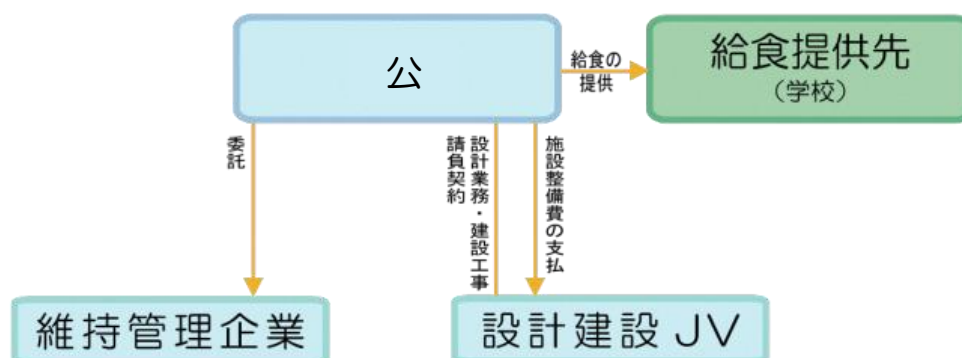 公
給食の
提供
給食提供先
（学校）
委託
設計業務・建設工事
請負契約
施設整備費の支払
維持管理企業
設計建設 JV